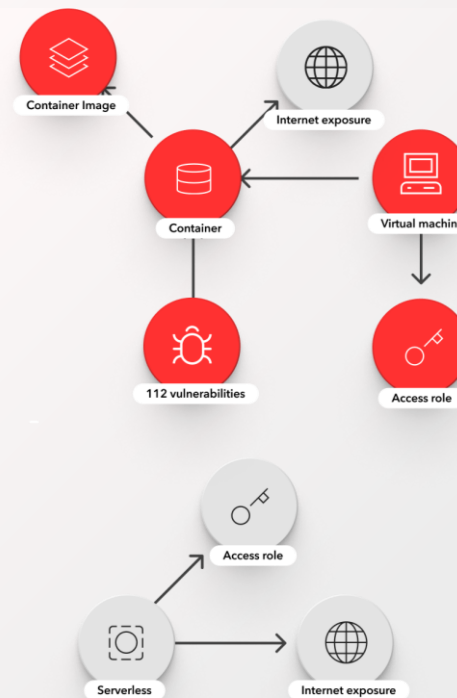 Container Image
Internet exposure
Container
Virtual machin
112 vulnerabilities
Access role
Access role
Serverless
Internet exposure